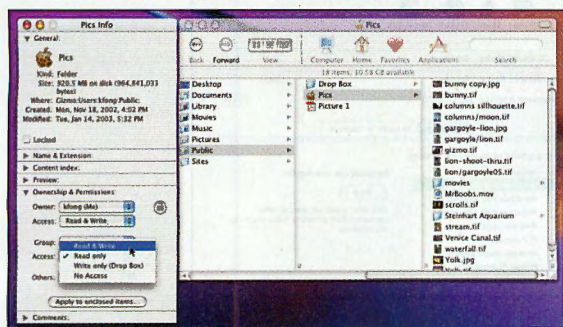 Pics Info
General:
Pics
Kind: Folder
Size: 920.5 MB on disk (964,841,033 bytes)
Where: Gizmo:Users:kfong:Public:
Created: Mon, Nov 18, 2002, 4:02 PM
Modified: Tue, Jan 14, 2003, 5:32 PM
Locked
Name & Extension:
Content index:
Preview:
Ownership & Permissions:
Owner: kfong (Me)
Access: Read & Write
Group:
Read & Write
Access: Read only
Write only (Drop Box)
No Access
Others:
Apply to enclosed items...
Comments:
Pics
Back Forward View Computer Home Favorites Applications Search
18 items, 10.58 GB available
Desktop
Documents
Library
Movies
Music
Pictures
Public
Sites
Drop Box
Pics
Picture 1
bunny copy.jpg
bunny.tif
columns sillhouette.tif
columns/moon.tif
gargoyle-lion.jpg
gargoyle/lion.tif
gizmo.tif
lion-shoot-thru.tif
lion/gargoyle05.tif
movies
MrBoobs.mov
scrolls.tif
Steinhart Aquarium
stream.tif
Venice Canal.tif
waterfall.tif
Yolk.jpg
Yolk.tif